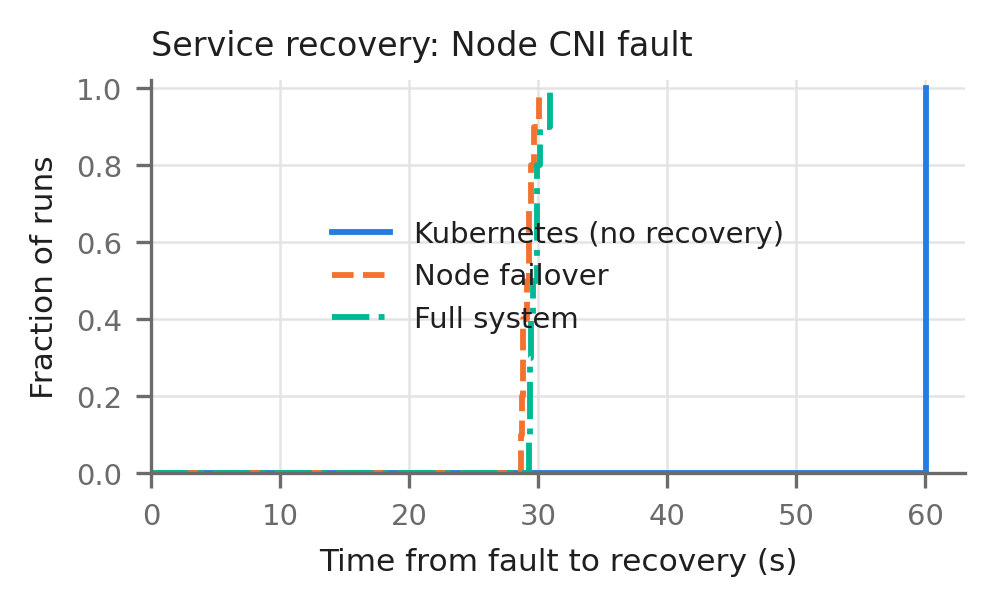 Service recovery: Node CNI fault
1.0
0.8
0.6
0.4
0.2
0.0
Fraction of runs
Kubernetes (no recovery)
Node failover
Full system
0 10 20 30 40 50 60
Time from fault to recovery (s)